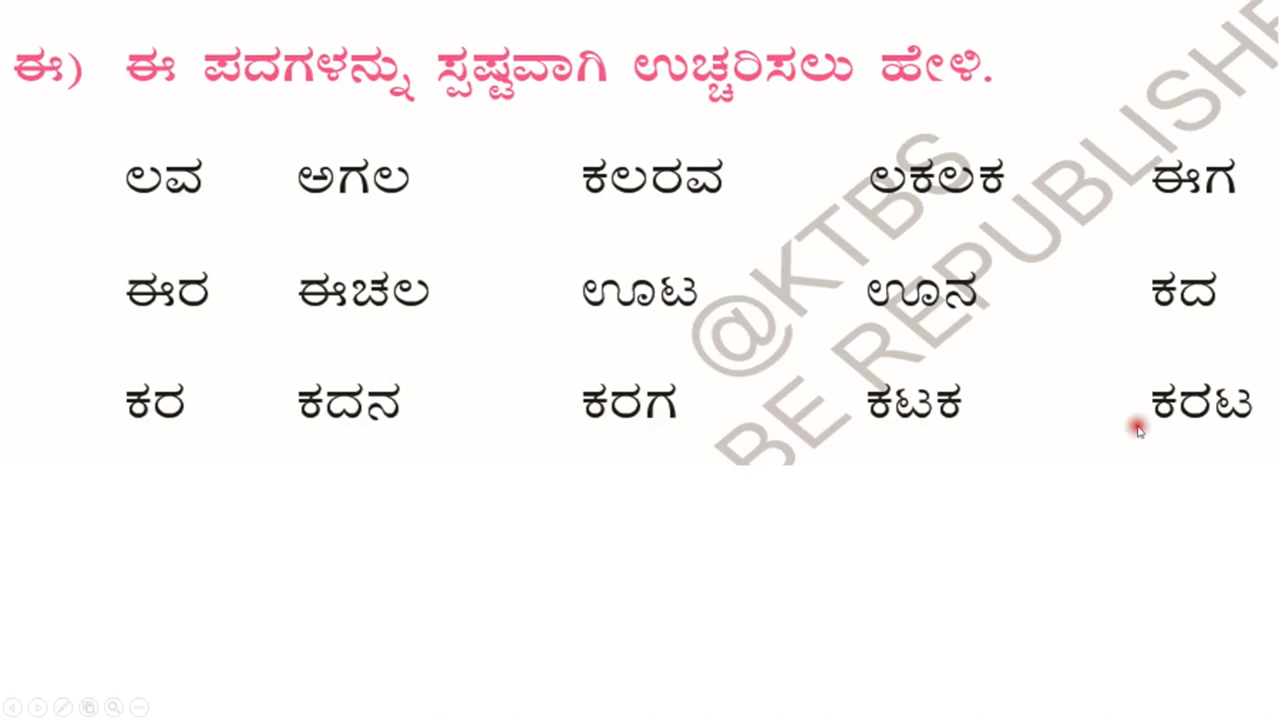 ಈ) ಈ ಪದಗಳನ್ನು ಸ್ಪಷ್ಟವಾಗಿ ಉಚ್ಚರಿಸಲು ಹೇಳಿ.
ಲವ ಅಗಲ ಕಲರವ ಲಕಲಕ ಈಗ
ಈರ ಈಚಲ ಊಟ ಊನ ಕದ
ಕರ ಕದನ ಕರಗ ಕಟಕ ಕರಟ
@KTBS
BE REPUBLISHE